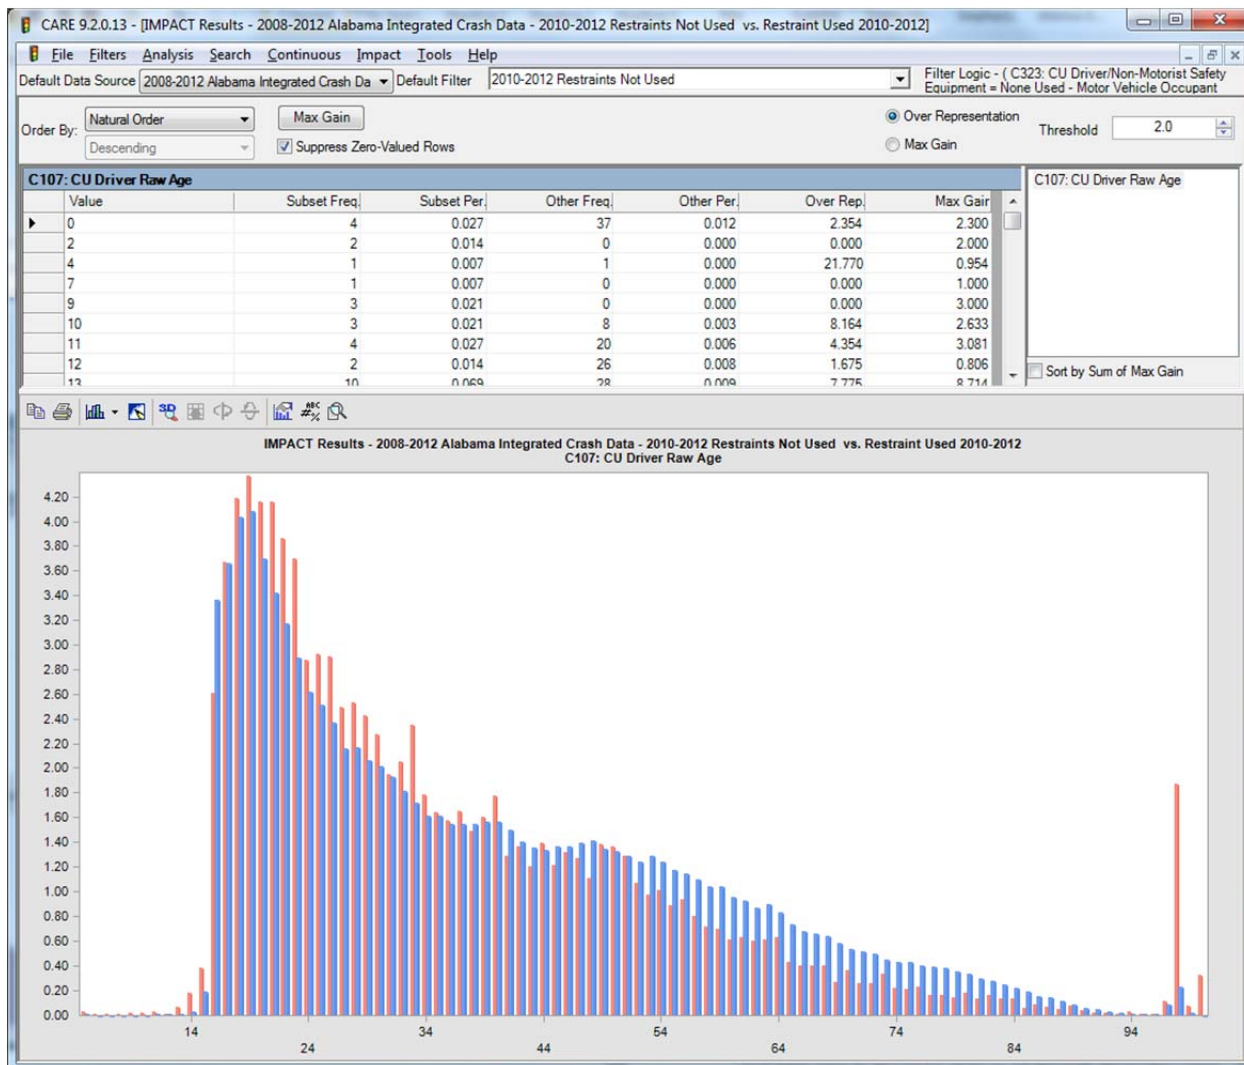 CARE 9.2.0.13 - [IMPACT Results - 2008-2012 Alabama Integrated Crash Data - 2010-2012 Restraints Not Used vs. Restraint Used 2010-2012]
File Filters Analysis Search Continuous Impact Tools Help
Default Data Source 2008-2012 Alabama Integrated Crash Da Default Filter 2010-2012 Restraints Not Used Filter Logic - ( C323: CU Driver/Non-Motorist Safety
Equipment = None Used - Motor Vehicle Occupant
Order By: Natural Order Max Gain Over Representation Threshold 2.0
Descending Suppress Zero-Valued Rows Max Gain
C107: CU Driver Raw Age C107: CU Driver Raw Age
Value Subset Freq. Subset Per. Other Freq. Other Per. Over Rep. Max Gain
0 4 0.027 37 0.012 2.354 2.300
2 2 0.014 0 0.000 0.000 2.000
4 1 0.007 1 0.000 21.770 0.954
7 1 0.007 0 0.000 0.000 1.000
9 3 0.021 0 0.000 0.000 3.000
10 3 0.021 8 0.003 8.164 2.633
11 4 0.027 20 0.006 4.354 3.081
12 2 0.014 26 0.008 1.675 0.806
13 10 0.069 28 0.009 7.775 8.714
Sort by Sum of Max Gain
3D ABC #%
IMPACT Results - 2008-2012 Alabama Integrated Crash Data - 2010-2012 Restraints Not Used vs. Restraint Used 2010-2012
C107: CU Driver Raw Age
4.20
4.00
3.80
3.60
3.40
3.20
3.00
2.80
2.60
2.40
2.20
2.00
1.80
1.60
1.40
1.20
1.00
0.80
0.60
0.40
0.20
0.00
14 34 54 74 94
24 44 64 84